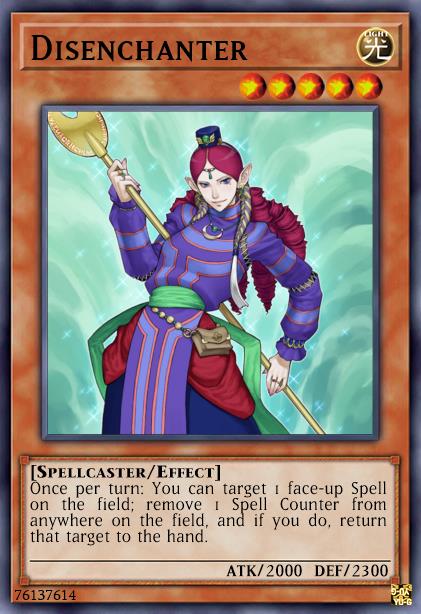 DISENCHANTER
LIGHT
光
[SPELLCASTER/EFFECT]
Once per turn: You can target 1 face-up Spell
on the field; remove 1 Spell Counter from
anywhere on the field, and if you do, return
that target to the hand.
ATK/2000 DEF/2300
76137614